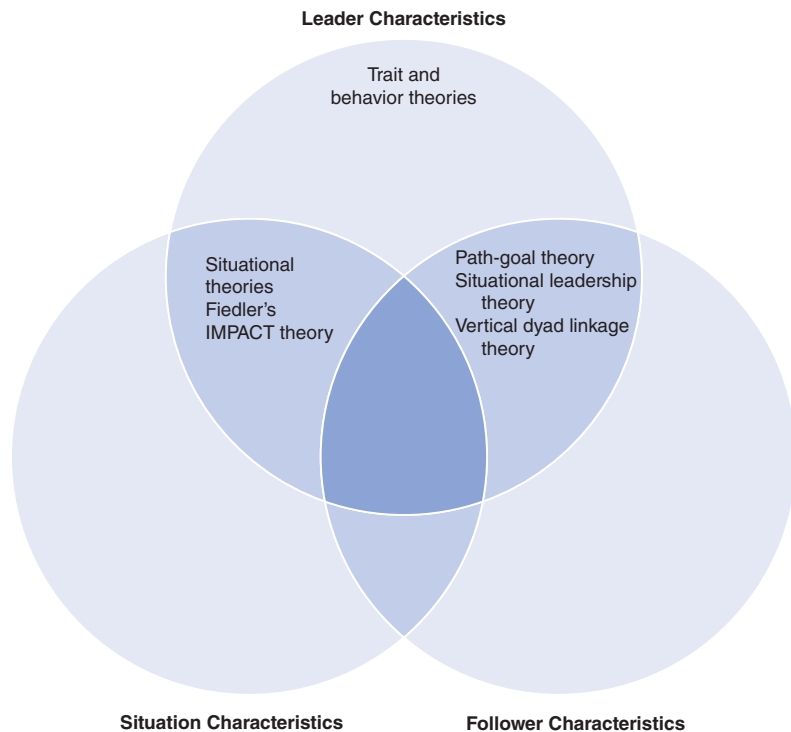 Leader Characteristics
Trait and
behavior theories
Situational
theories
Fiedler’s
IMPACT theory
Path-goal theory
Situational leadership
theory
Vertical dyad linkage
theory
Situation Characteristics
Follower Characteristics